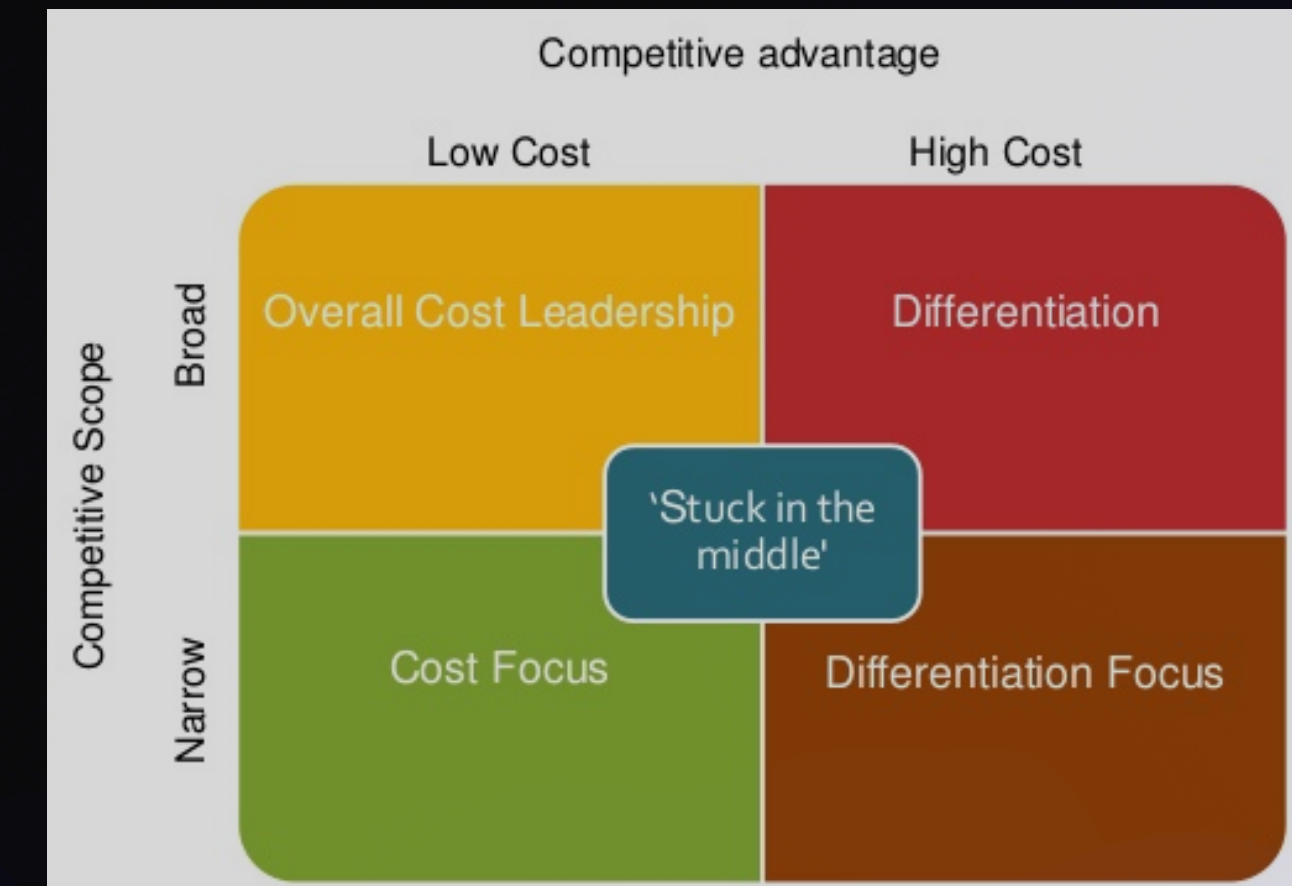 Competitive advantage
Low Cost
High Cost
Competitive Scope
Broad
Overall Cost Leadership
Differentiation
‘Stuck in the
middle'
Narrow
Cost Focus
Differentiation Focus